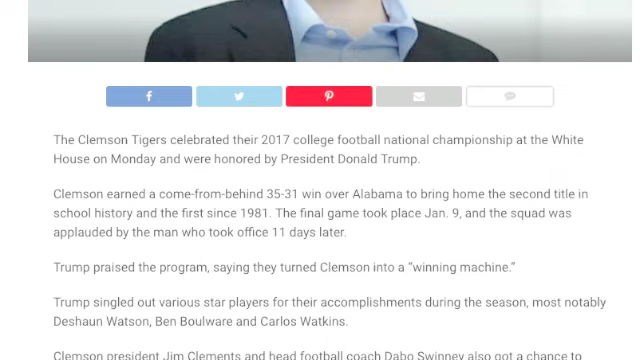 The Clemson Tigers celebrated their 2017 college football national championship at the White
House on Monday and were honored by President Donald Trump.
Clemson earned a come-from-behind 35-31 win over Alabama to bring home the second title in
school history and the first since 1981. The final game took place Jan. 9, and the squad was
applauded by the man who took office 11 days later.
Trump praised the program, saying they turned Clemson into a “winning machine.”
Trump singled out various star players for their accomplishments during the season, most notably
Deshaun Watson, Ben Boulware and Carlos Watkins.
Clemson president Jim Clements and head football coach Dabo Swinney also got a chance to